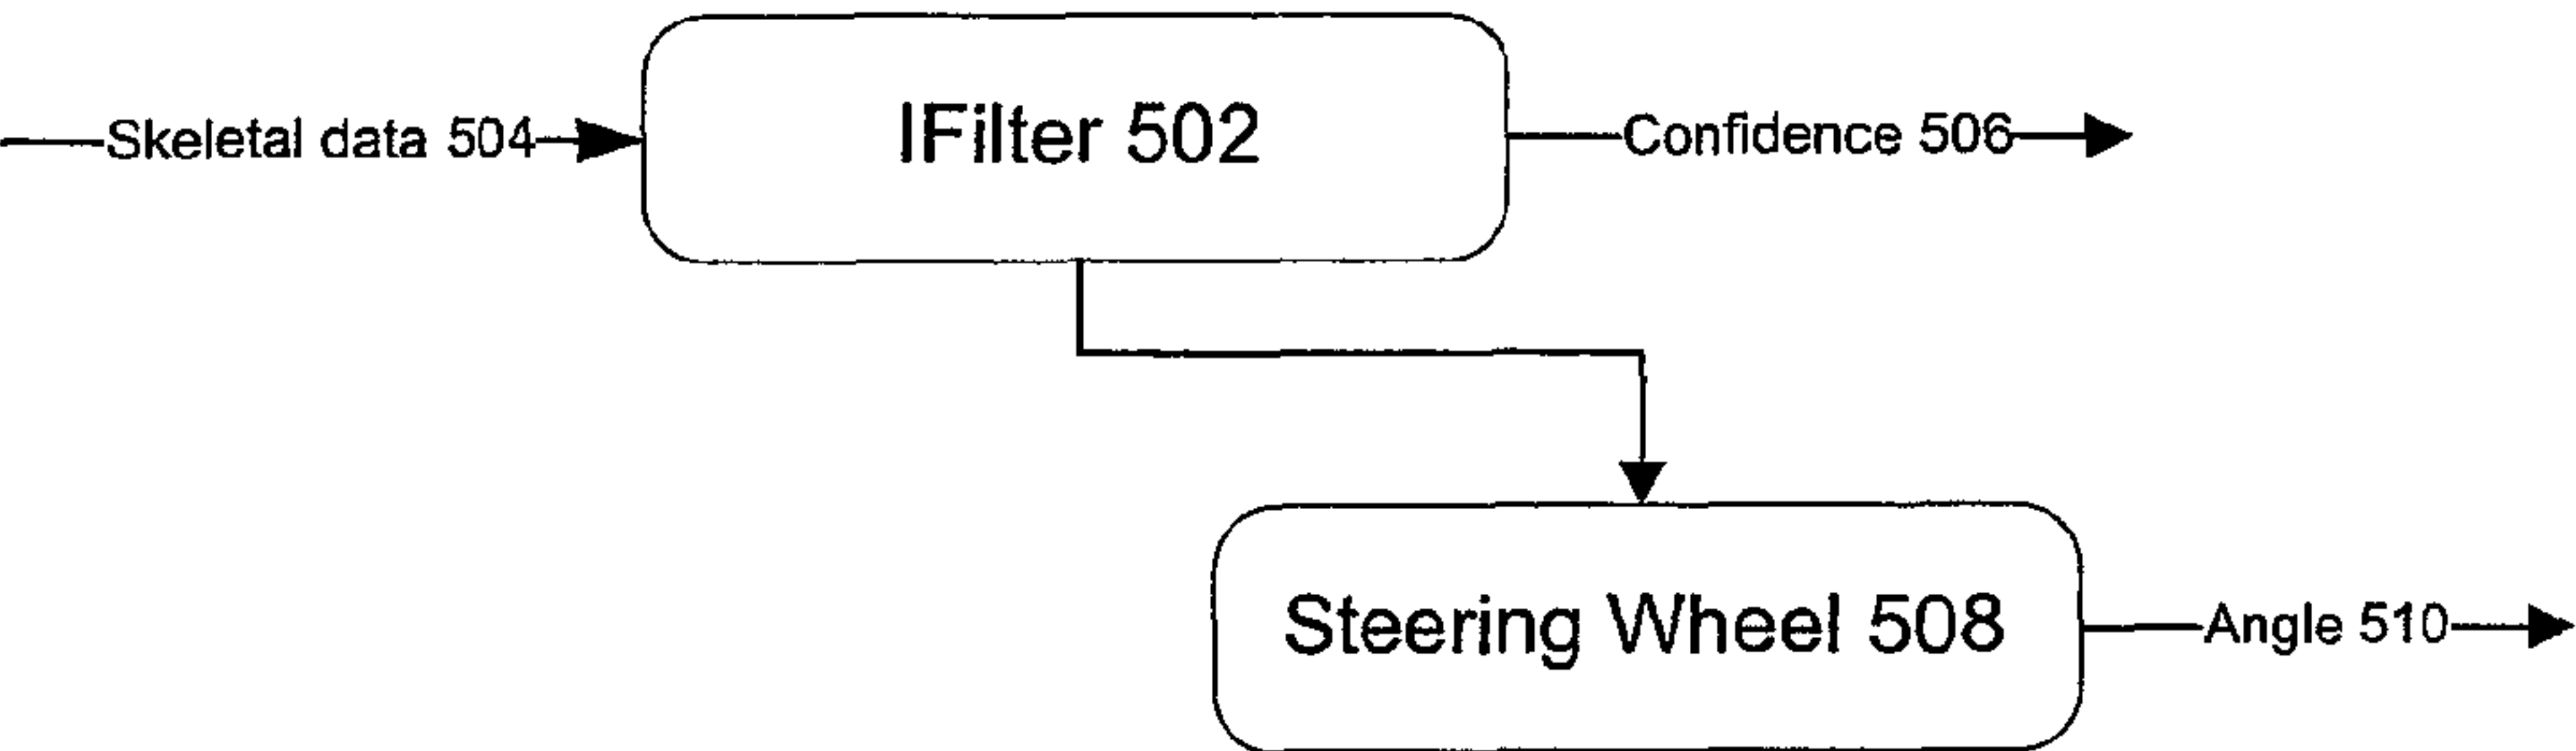 Skeletal data 504
IFilter 502
Confidence 506
Steering Wheel 508
Angle 510